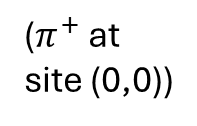 (π⁺ at
site (0,0))